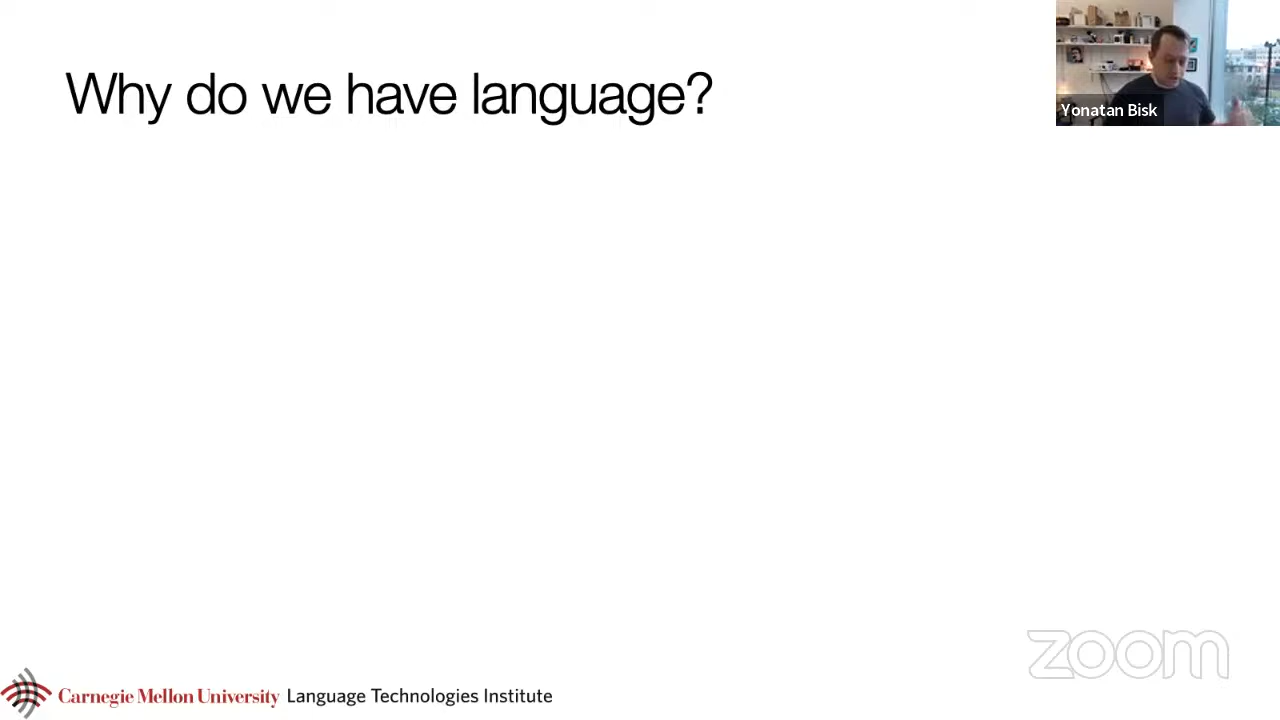 Why do we have language?
Yonatan Bisk
zoom
Carnegie Mellon University Language Technologies Institute